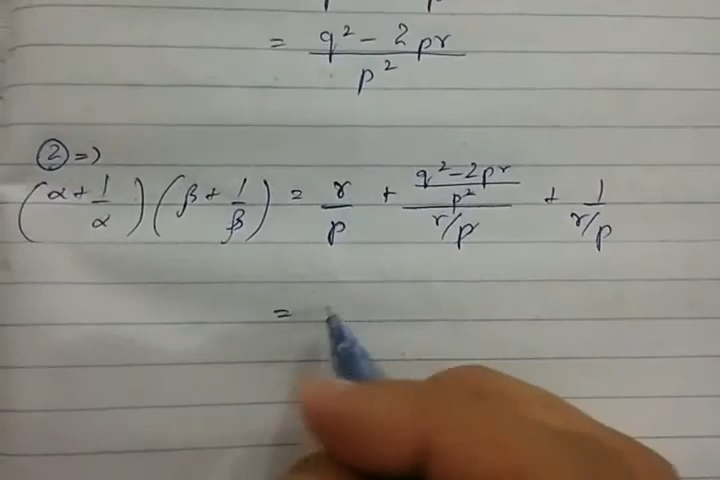 = q² - 2pr / p²
② =>
(α + 1/α) (β + 1/β) = r/p + ((q² - 2pr)/p²)/(r/p) + 1/(r/p)
=